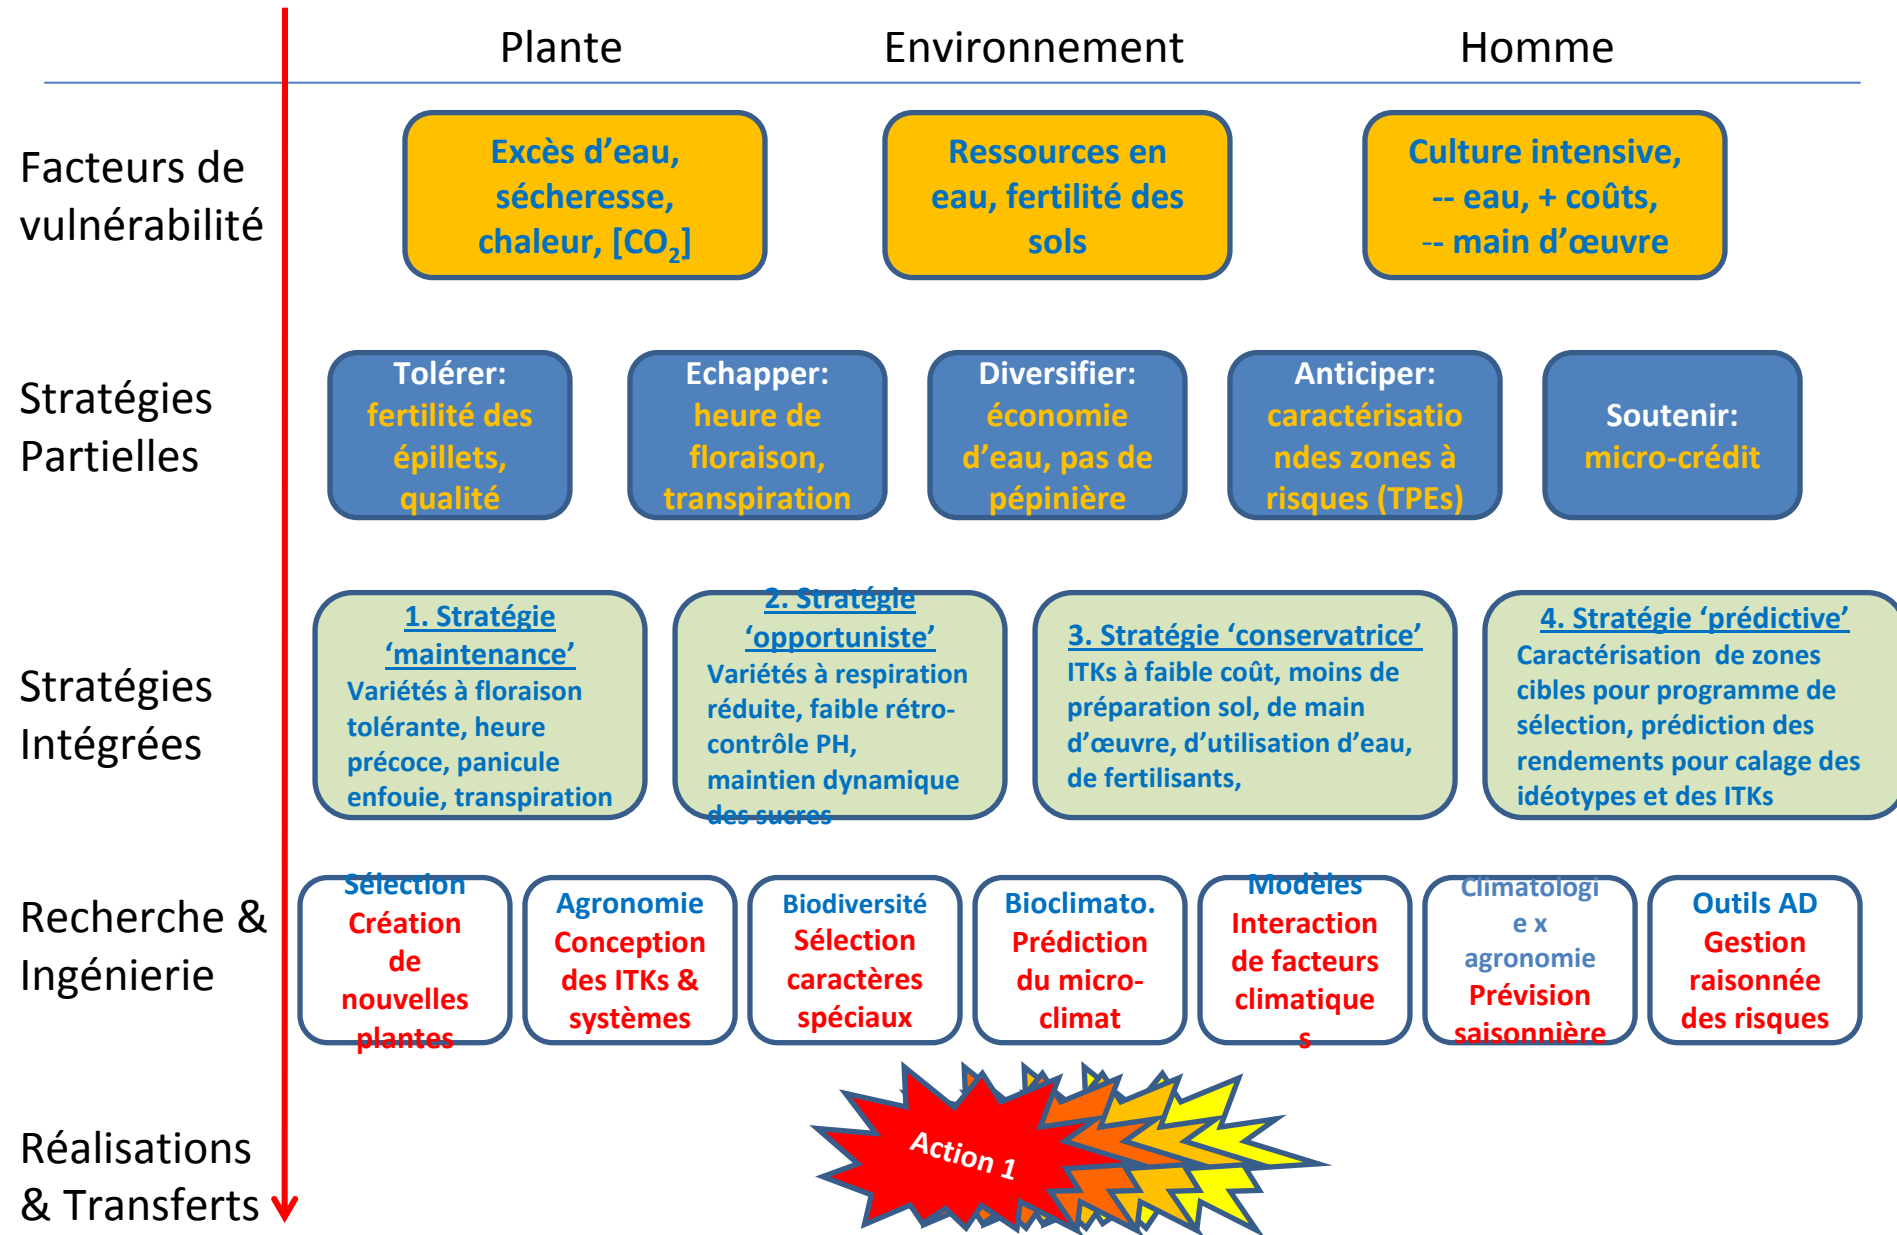 Plante
Environnement
Homme
Facteurs de
vulnérabilité
Excès d’eau,
sécheresse,
chaleur, [CO₂]
Ressources en
eau, fertilité des
sols
Culture intensive,
-- eau, + coûts,
-- main d’œuvre
Stratégies
Partielles
Tolérer:
fertilité des
épillets,
qualité
Echapper:
heure de
floraison,
transpiration
Diversifier:
économie
d’eau, pas de
pépinière
Anticiper:
caractérisatio
ndes zones à
risques (TPEs)
Soutenir:
micro-crédit
Stratégies
Intégrées
1. Stratégie
‘maintenance’
Variétés à floraison
tolérante, heure
précoce, panicule
enfouie, transpiration
2. Stratégie
‘opportuniste’
Variétés à respiration
réduite, faible rétro-
contrôle PH,
maintien dynamique
des sucres
3. Stratégie ‘conservatrice’
ITKs à faible coût, moins de
préparation sol, de main
d’œuvre, d’utilisation d’eau,
de fertilisants,
4. Stratégie ‘prédictive’
Caractérisation de zones
cibles pour programme de
sélection, prédiction des
rendements pour calage des
idéotypes et des ITKs
Recherche &
Ingénierie
Sélection
Création
de
nouvelles
plantes
Agronomie
Conception
des ITKs &
systèmes
Biodiversité
Sélection
caractères
spéciaux
Bioclimato.
Prédiction
du micro-
climat
Modèles
Interaction
de facteurs
climatique
s
Climatologi
e x
agronomie
Prévision
saisonnière
Outils AD
Gestion
raisonnée
des risques
Réalisations
& Transferts
Action 1